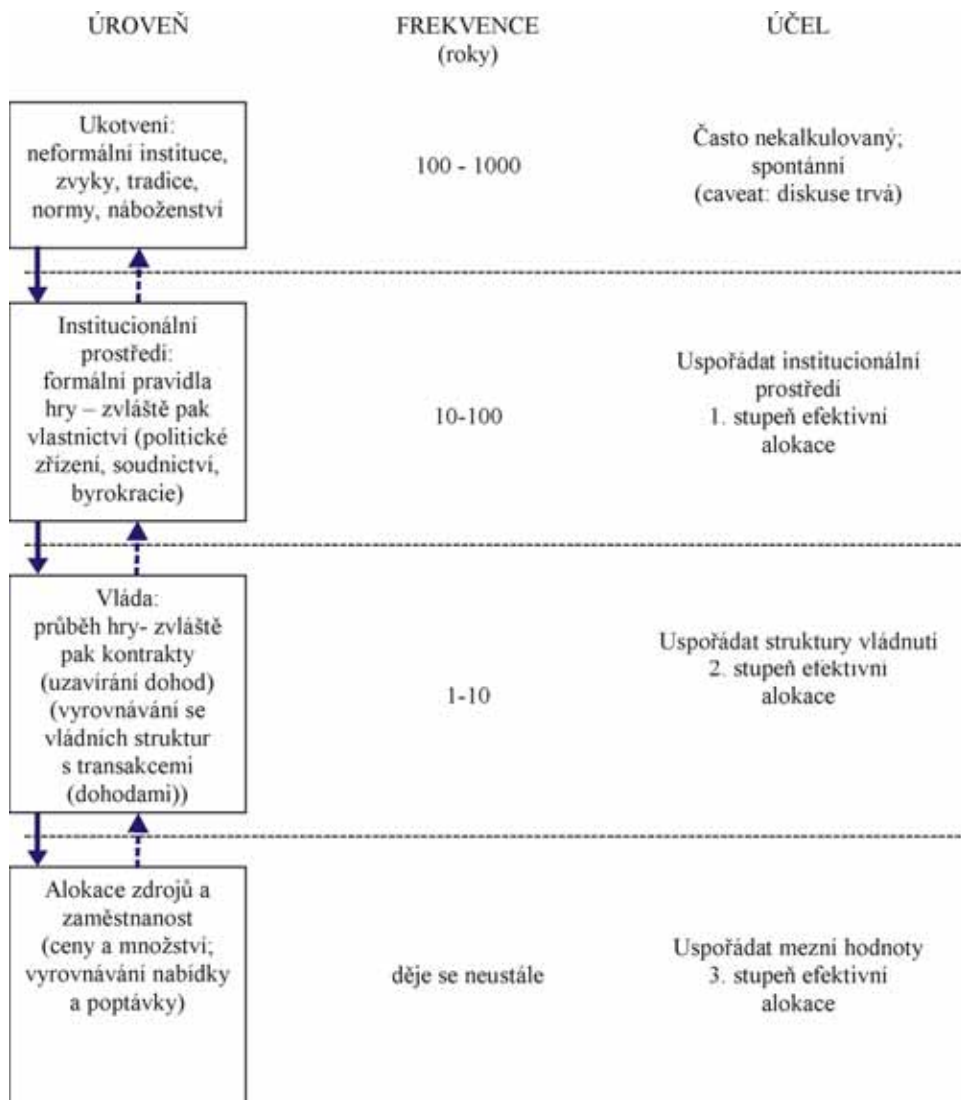 ÚROVEŇ
FREKVENCE
(roky)
ÚČEL
Ukotvení:
neformální instituce,
zvyky, tradice,
normy, náboženství
100 - 1000
Často nekalkulovaný;
spontánní
(caveat: diskuse trvá)
Institucionální
prostředí:
formální pravidla
hry – zvláště pak
vlastnictví (politické
zřízení, soudnictví,
byrokracie)
10-100
Uspořádat institucionální
prostředí
1. stupeň efektivní
alokace
Vláda:
průběh hry- zvláště
pak kontrakty
(uzavírání dohod)
(vyrovnávání se
vládních struktur
s transakcemi
(dohodami))
1-10
Uspořádat struktury vládnutí
2. stupeň efektivní
alokace
Alokace zdrojů a
zaměstnanost
(ceny a množství;
vyrovnávání nabídky
a poptávky)
děje se neustále
Uspořádat mezní hodnoty
3. stupeň efektivní
alokace